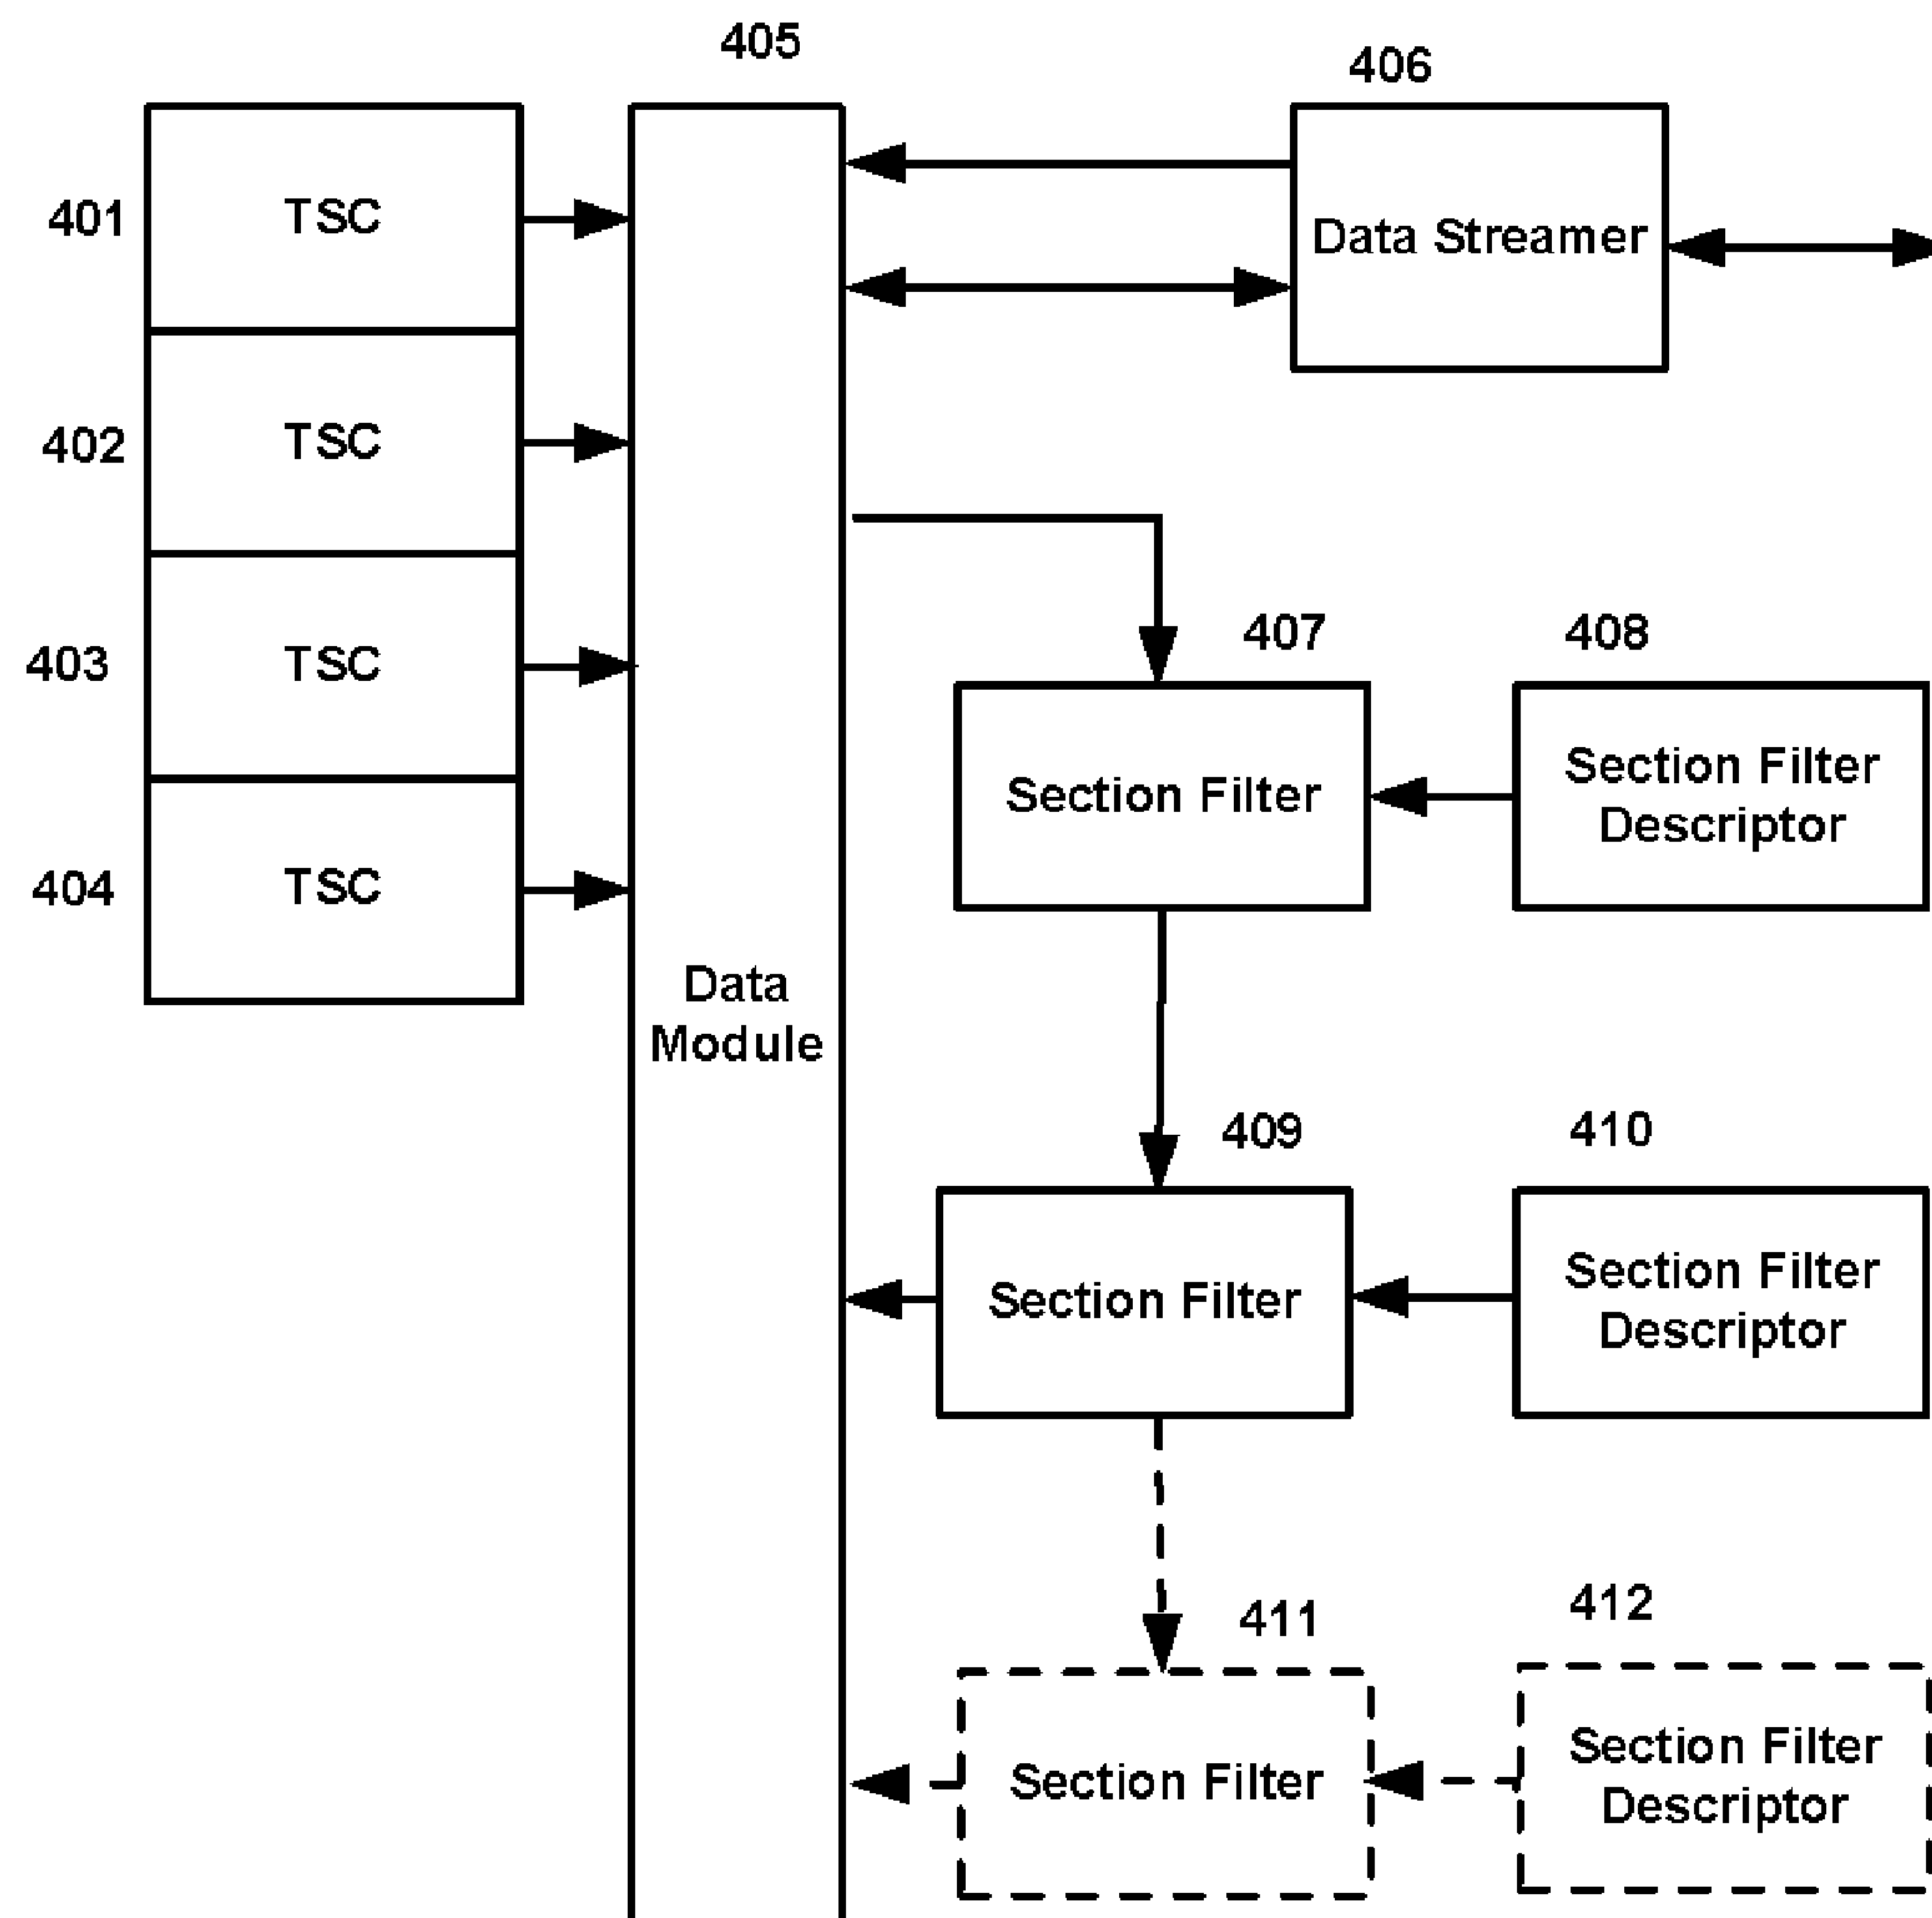 405
406
401
TSC
Data Streamer
402
TSC
403
TSC
404
TSC
Data
Module
407
408
Section Filter
Section Filter
Descriptor
409
410
Section Filter
Section Filter
Descriptor
411
412
Section Filter
Section Filter
Descriptor